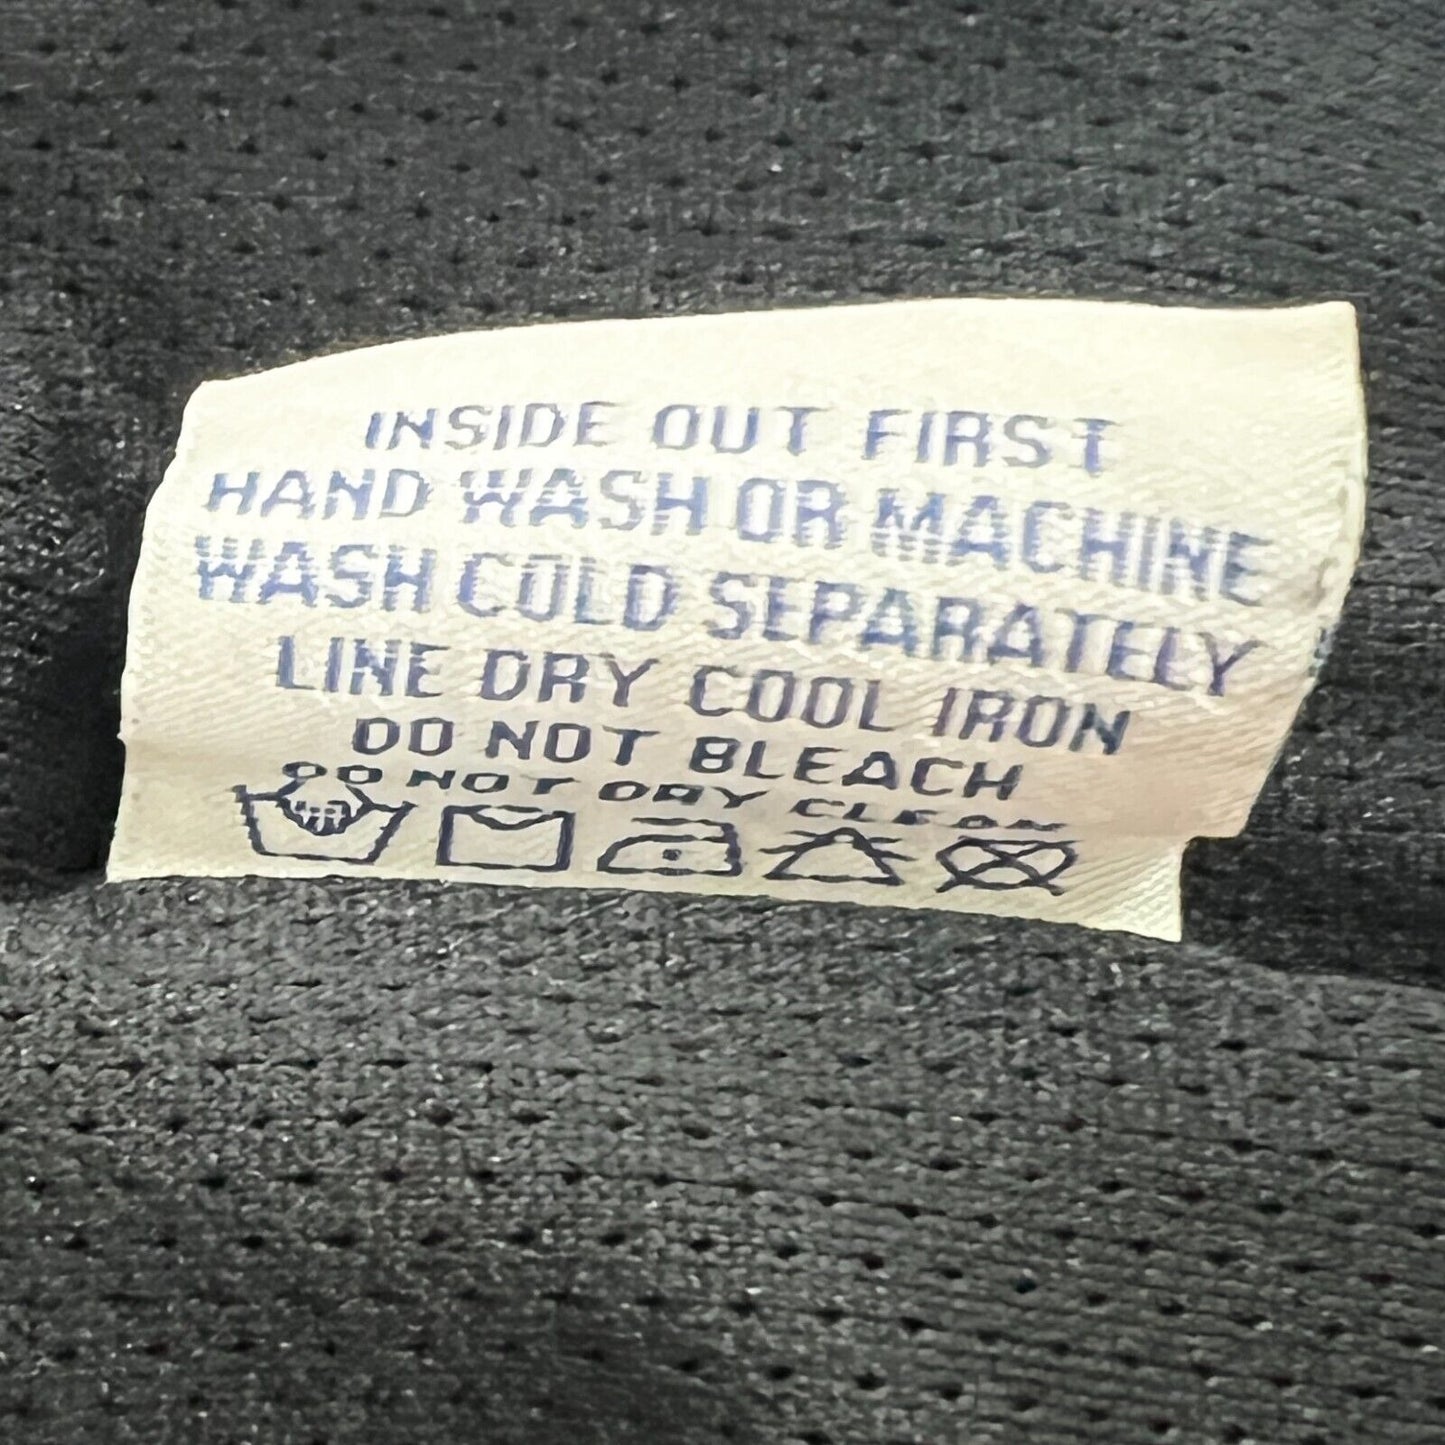 INSIDE OUT FIRST
HAND WASH OR MACHINE
WASH COLD SEPARATELY
LINE DRY COOL IRON
DO NOT BLEACH
DO NOT DRY CLEAN